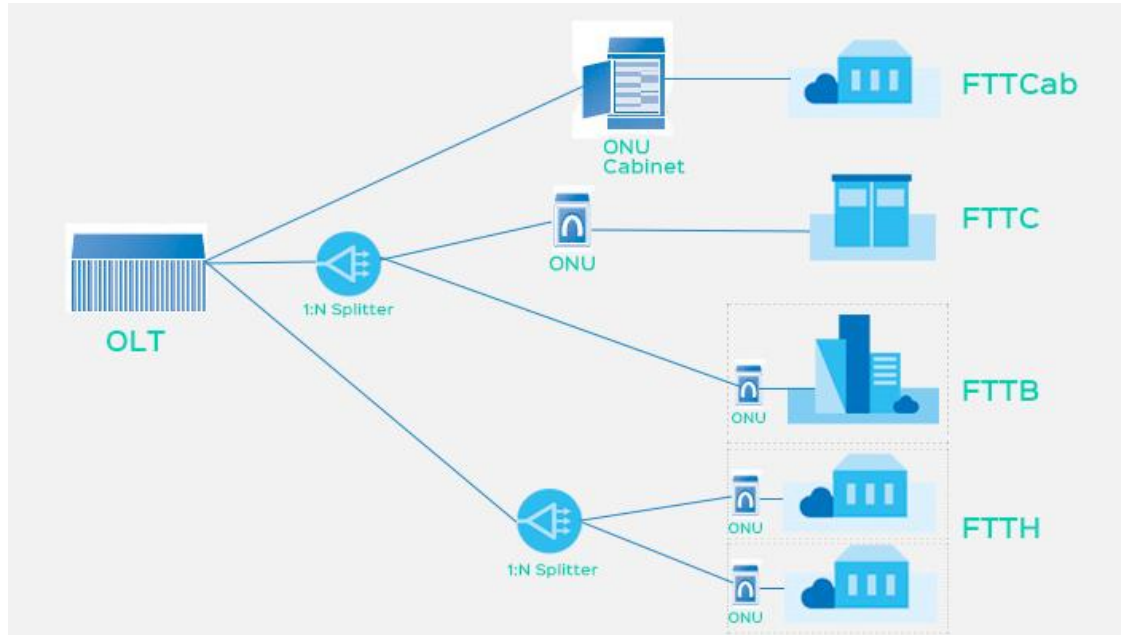 FTTCab
ONU
Cabinet
FTTC
ONU
1:N Splitter
OLT
FTTB
ONU
ONU
FTTH
1:N Splitter
ONU